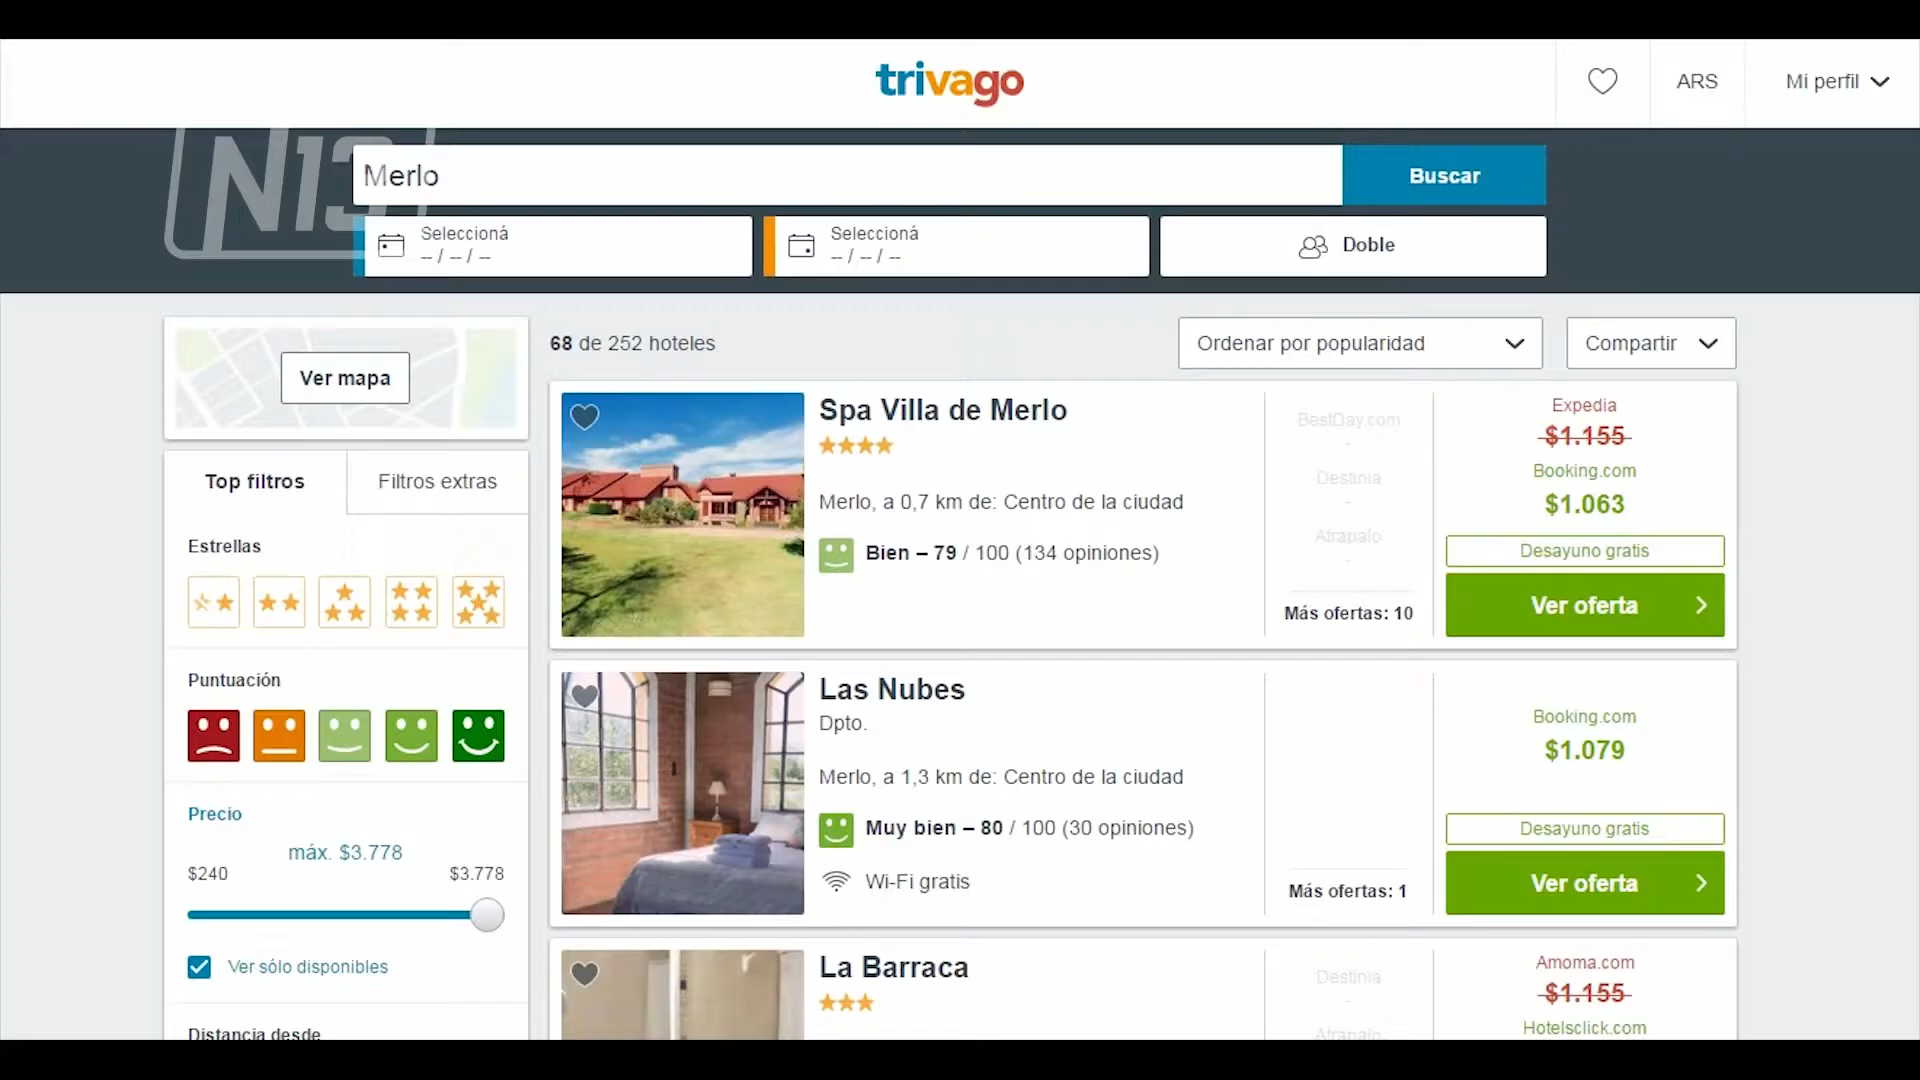 trivago
ARS
Mi perfil
N13
Merlo
Buscar
Seleccioná
-- / -- / --
Seleccioná
-- / -- / --
Doble
Ver mapa
68 de 252 hoteles
Ordenar por popularidad
Compartir
Top filtros
Filtros extras
Estrellas
Puntuación
Precio
máx. $3.778
$240
$3.778
Ver sólo disponibles
Distancia desde
Spa Villa de Merlo
Merlo, a 0,7 km de: Centro de la ciudad
Bien – 79 / 100 (134 opiniones)
BestDay.com
-
Destinia
-
Atrapalo
-
Más ofertas: 10
Expedia
$1.155
Booking.com
$1.063
Desayuno gratis
Ver oferta
Las Nubes
Dpto.
Merlo, a 1,3 km de: Centro de la ciudad
Muy bien – 80 / 100 (30 opiniones)
Wi-Fi gratis
Más ofertas: 1
Booking.com
$1.079
Desayuno gratis
Ver oferta
La Barraca
Destinia
-
Atrapalo
Amoma.com
$1.155
Hotelsclick.com